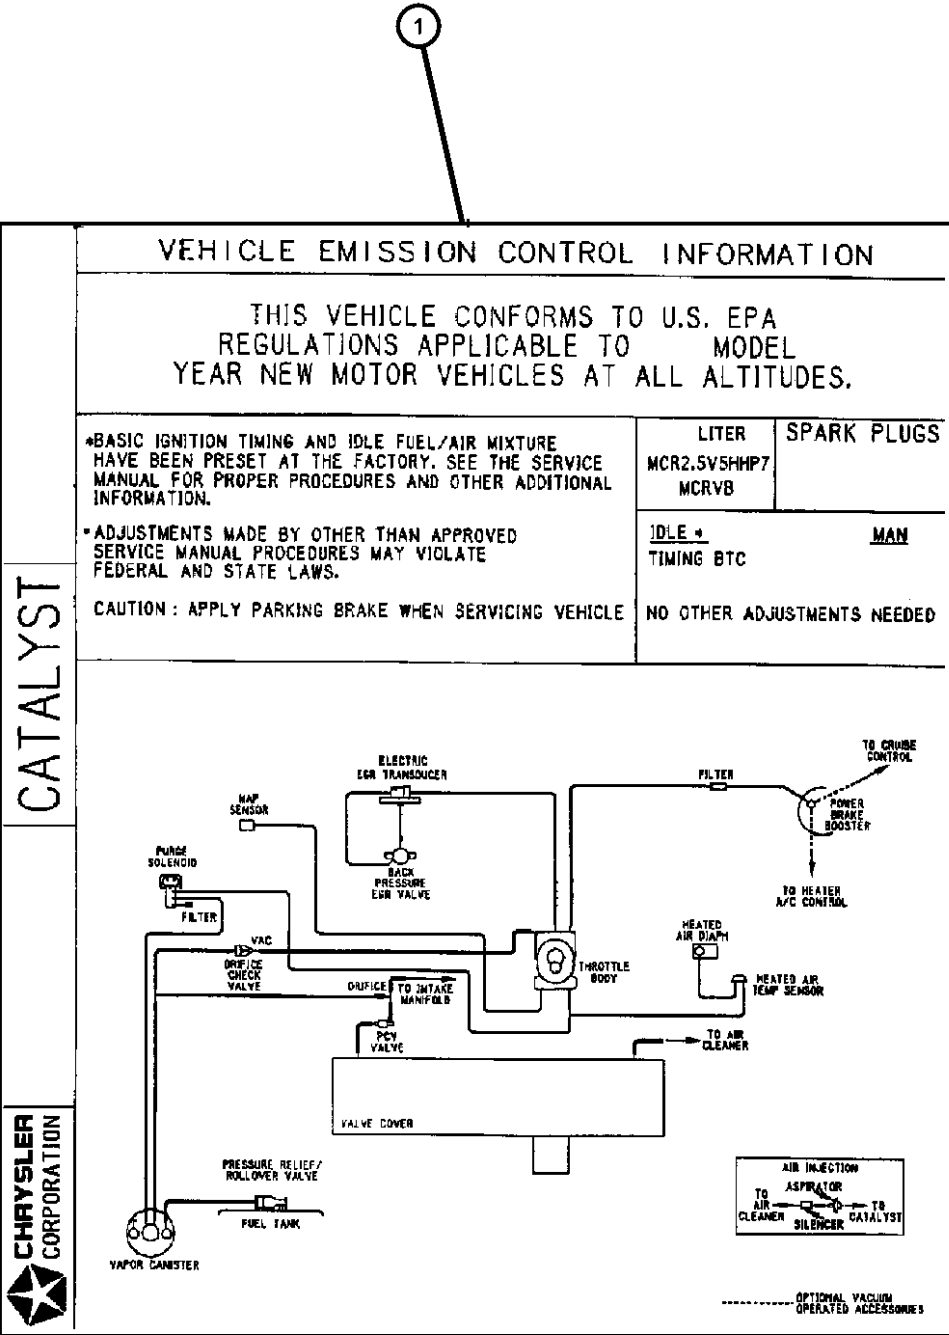 1
VEHICLE EMISSION CONTROL INFORMATION
THIS VEHICLE CONFORMS TO U.S. EPA
REGULATIONS APPLICABLE TO MODEL
YEAR NEW MOTOR VEHICLES AT ALL ALTITUDES.
*BASIC IGNITION TIMING AND IDLE FUEL/AIR MIXTURE
HAVE BEEN PRESET AT THE FACTORY. SEE THE SERVICE
MANUAL FOR PROPER PROCEDURES AND OTHER ADDITIONAL
INFORMATION.
•ADJUSTMENTS MADE BY OTHER THAN APPROVED
SERVICE MANUAL PROCEDURES MAY VIOLATE
FEDERAL AND STATE LAWS.
CAUTION : APPLY PARKING BRAKE WHEN SERVICING VEHICLE
LITER
MCR2.5V5HHP7
MCRVB
SPARK PLUGS
IDLE *
MAN
TIMING BTC
NO OTHER ADJUSTMENTS NEEDED
CATALYST
CHRYSLER
CORPORATION
ELECTRIC
EGR TRANSDUCER
MAP
SENSOR
PURGE
SOLENOID
FILTER
BACK
PRESSURE
EGR VALVE
FILTER
TO CRUISE
CONTROL
POWER
BRAKE
BOOSTER
TO HEATER
A/C CONTROL
VAC
ORIFICE
CHECK
VALVE
ORIFICE
TO INTAKE
MANIFOLD
PCV
VALVE
THROTTLE
BODY
HEATED
AIR DIAPH
HEATED AIR
TEMP SENSOR
TO AIR
CLEANER
VALVE COVER
PRESSURE RELIEF/
ROLLOVER VALVE
FUEL TANK
VAPOR CANISTER
AIR INJECTION
ASPIRATOR
TO
AIR
CLEANER
SILENCER
TO
CATALYST
OPTIONAL VACUUM
OPERATED ACCESSORIES